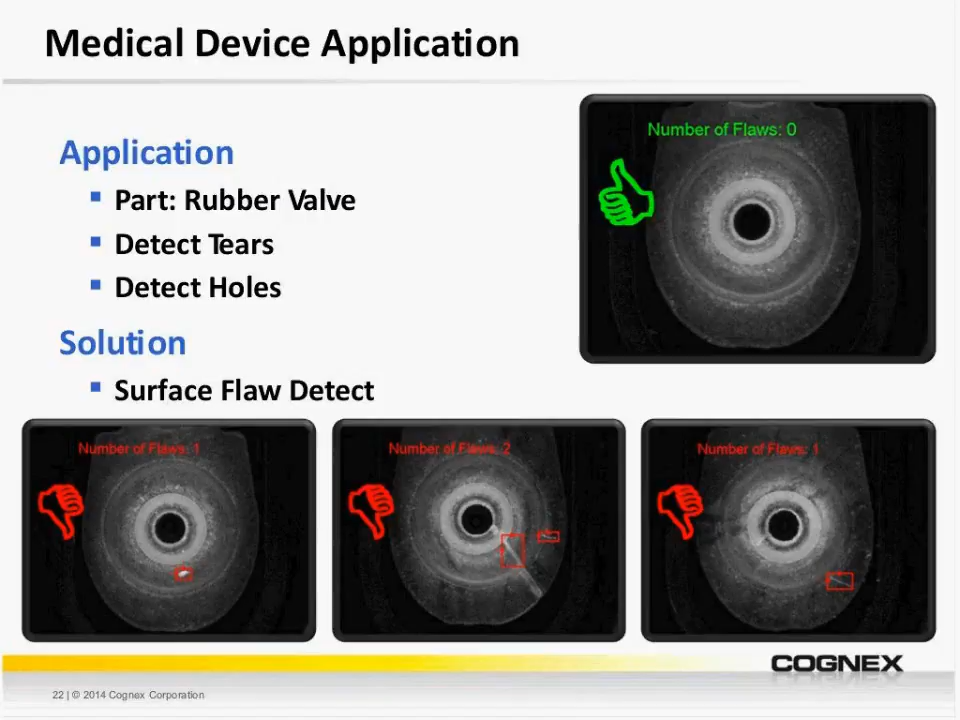 Medical Device Application
Application
Part: Rubber Valve
Detect Tears
Detect Holes
Solution
Surface Flaw Detect
Number of Flaws: 0
Number of Flaws: 1
Number of Flaws: 2
Number of Flaws: 1
COGNEX
22 | © 2014 Cognex Corporation